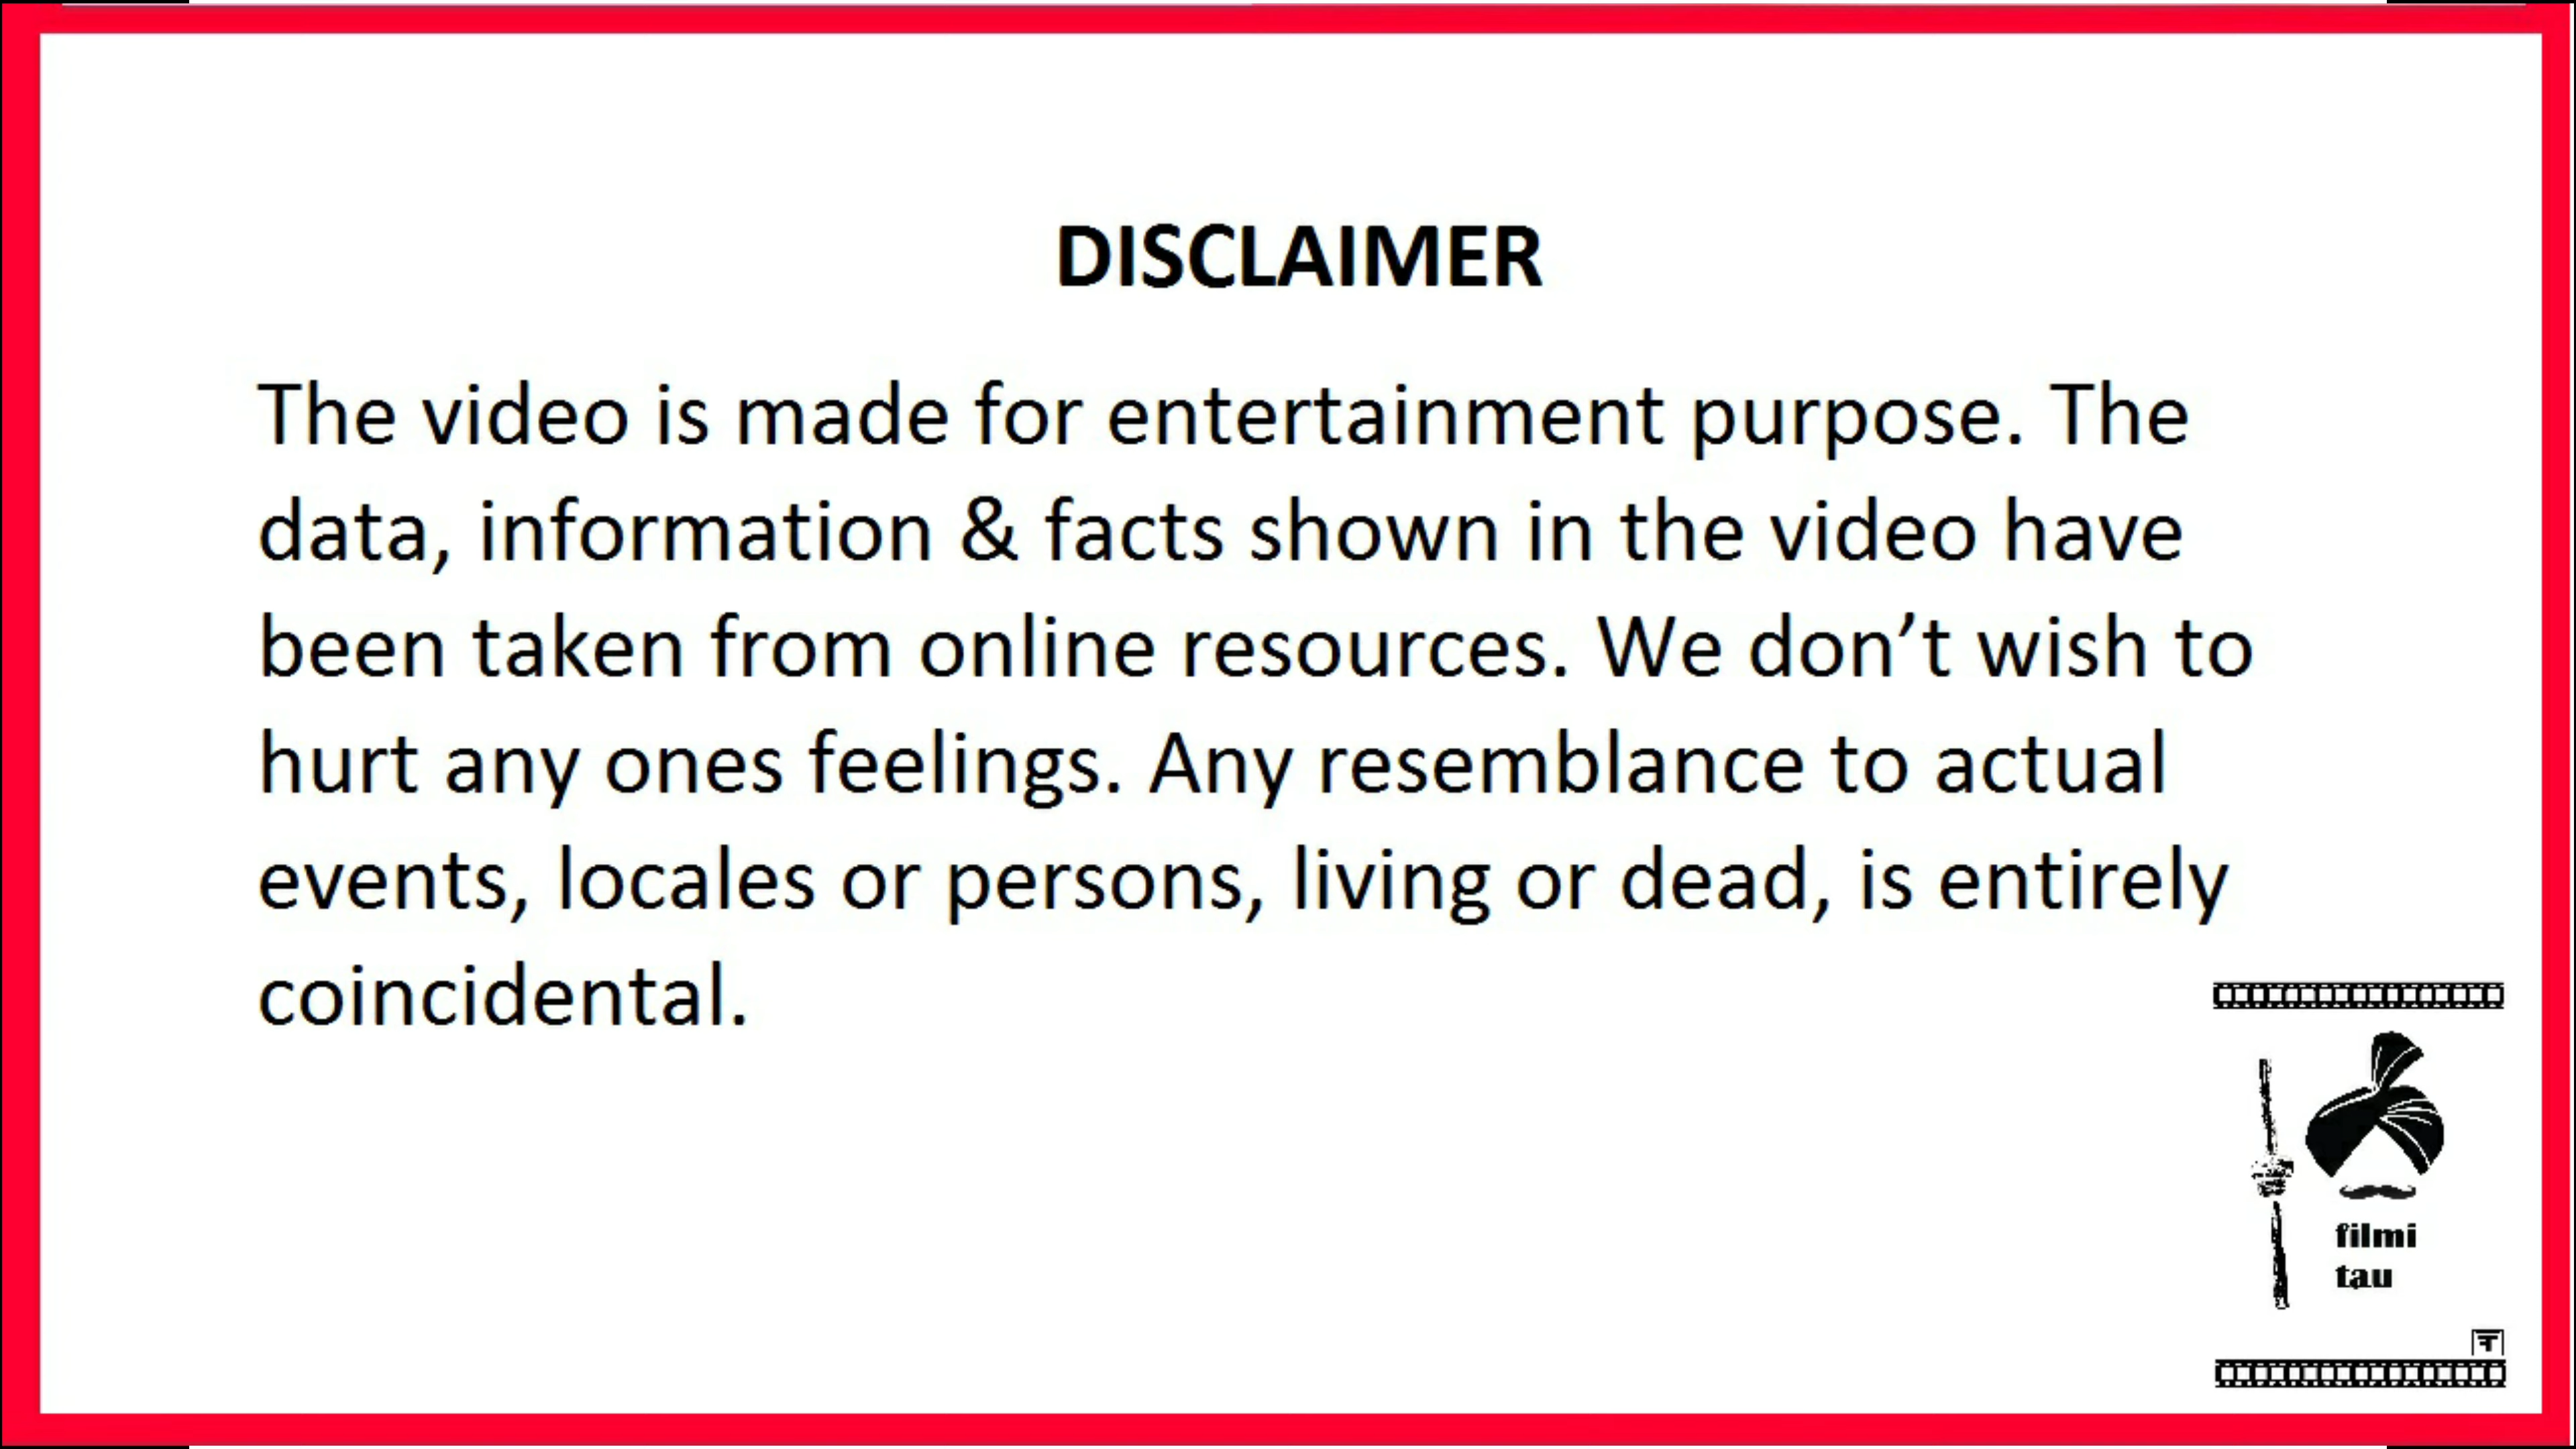 DISCLAIMER
The video is made for entertainment purpose. The
data, information & facts shown in the video have
been taken from online resources. We don’t wish to
hurt any ones feelings. Any resemblance to actual
events, locales or persons, living or dead, is entirely
coincidental.
filmi
tau